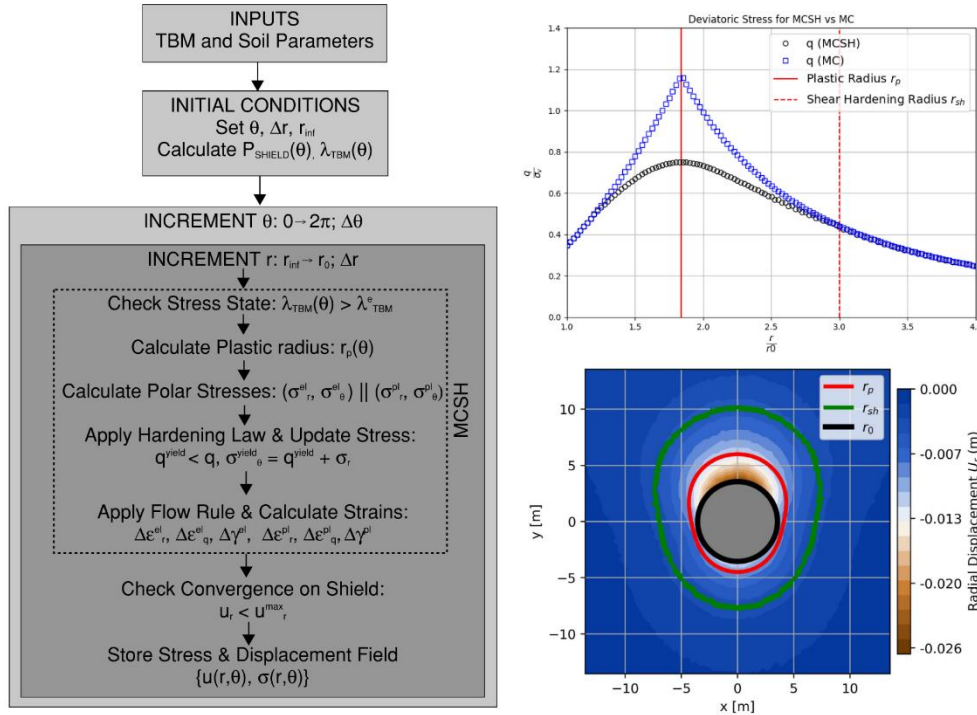 INPUTS
TBM and Soil Parameters
INITIAL CONDITIONS
Set θ, Δr, r_inf
Calculate P_SHIELD(θ), λ_TBM(θ)
INCREMENT θ: 0→2π; Δθ
INCREMENT r: r_inf→ r_0; Δr
Check Stress State: λ_TBM(θ) > λ^e_TBM
Calculate Plastic radius: r_p(θ)
Calculate Polar Stresses: (σ^el_r, σ^el_θ) || (σ^pl_r, σ^pl_θ)
Apply Hardening Law & Update Stress:
q^yield < q, σ^yield_θ = q^yield + σ_r
Apply Flow Rule & Calculate Strains:
Δε^el_r, Δε^el_q, Δγ^el, Δε^pl_r, Δε^pl_q, Δγ^pl
MCSH
Check Convergence on Shield:
u_r < u^max_r
Store Stress & Displacement Field
{u(r,θ), σ(r,θ)}
Deviatoric Stress for MCSH vs MC
q (MCSH)
q (MC)
Plastic Radius r_p
Shear Hardening Radius r_sh
1.4
1.2
1.0
0.8
0.6
0.4
0.2
0.0
1.0 1.5 2.0 2.5 3.0 3.5 4.
r
r0
r_p
r_sh
r_0
10
5
0
−5
−10
y [m]
−10 −5 0 5 10
x [m]
0.000
-0.007
-0.013
-0.020
-0.026
Radial Displacement U_r (m)